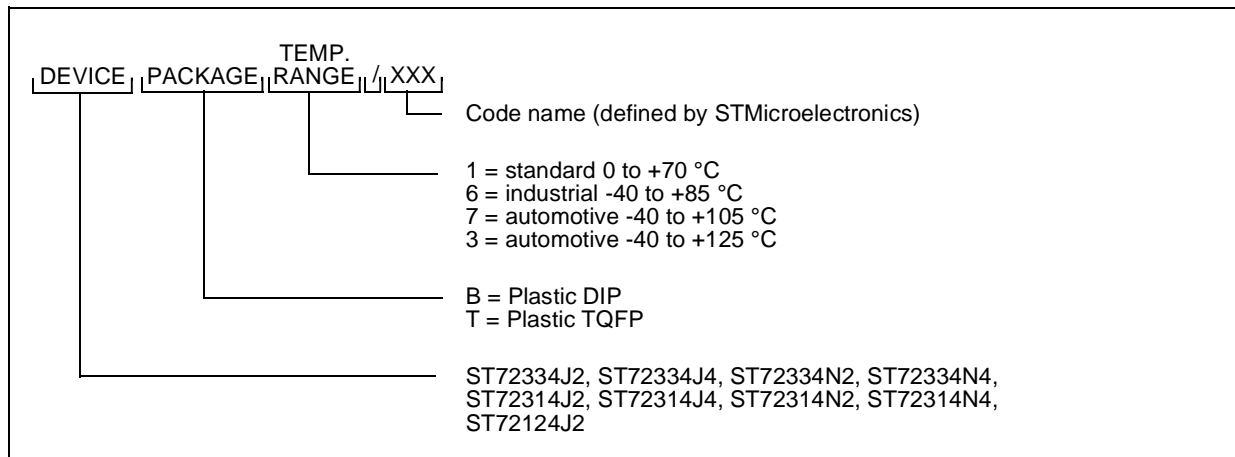 TEMP.
DEVICE PACKAGE RANGE / XXX
Code name (defined by STMicroelectronics)
1 = standard 0 to +70 °C
6 = industrial -40 to +85 °C
7 = automotive -40 to +105 °C
3 = automotive -40 to +125 °C
B = Plastic DIP
T = Plastic TQFP
ST72334J2, ST72334J4, ST72334N2, ST72334N4,
ST72314J2, ST72314J4, ST72314N2, ST72314N4,
ST72124J2